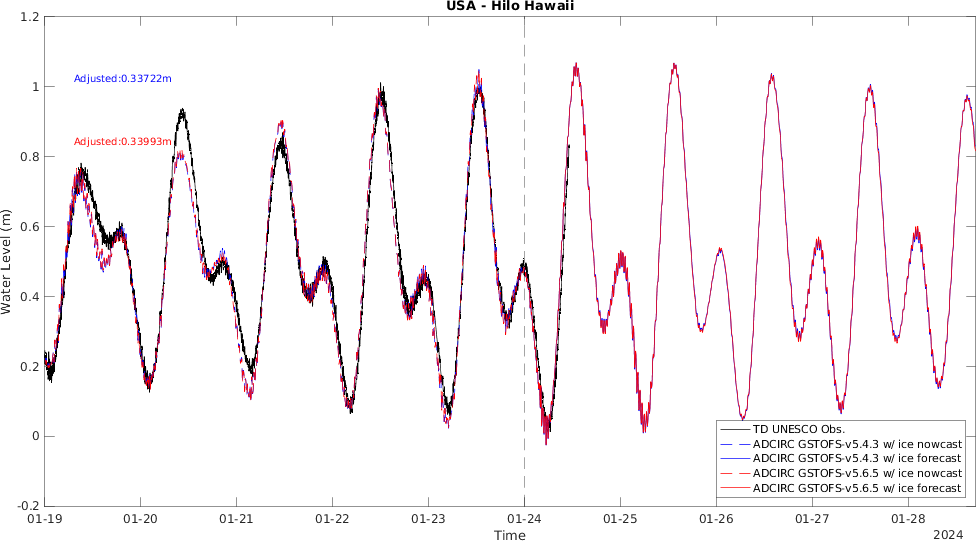 USA - Hilo Hawaii
1.2
1
0.8
0.6
0.4
0.2
0
-0.2
Water Level (m)
Adjusted:0.33722m
Adjusted:0.33993m
TD UNESCO Obs.
ADCIRC GSTOFS-v5.4.3 w/ ice nowcast
ADCIRC GSTOFS-v5.4.3 w/ ice forecast
ADCIRC GSTOFS-v5.6.5 w/ ice nowcast
ADCIRC GSTOFS-v5.6.5 w/ ice forecast
01-19 01-20 01-21 01-22 01-23 01-24 01-25 01-26 01-27 01-28
Time
2024